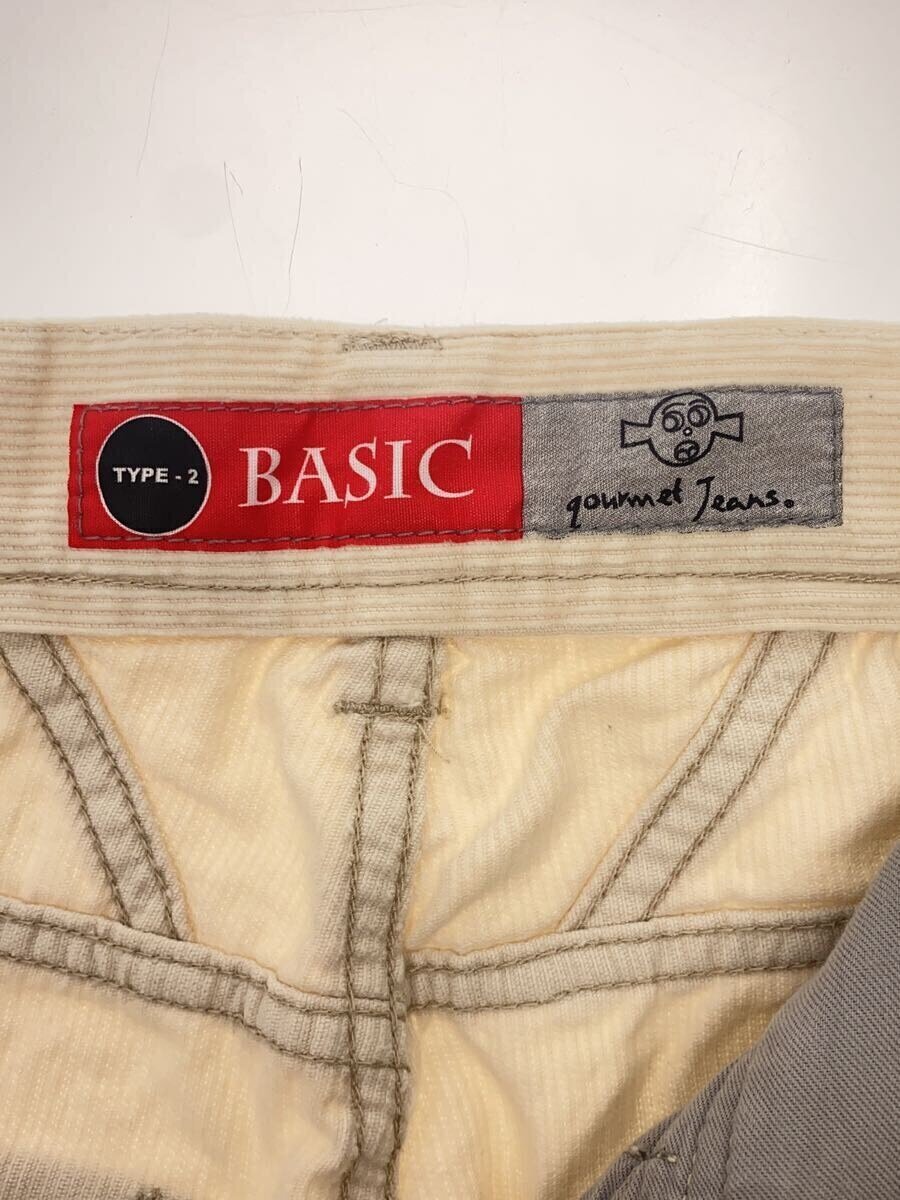 TYPE - 2
BASIC
gourmet Jeans.